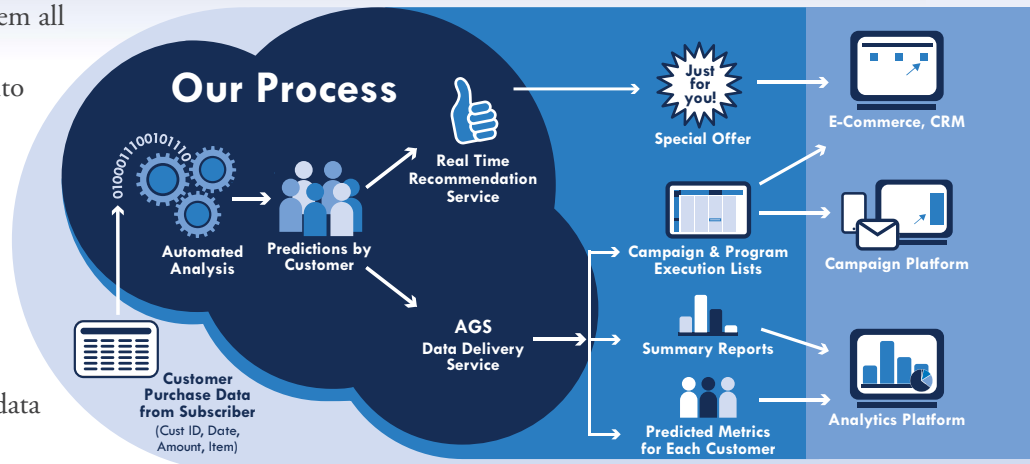 em all
to
data
Our Process
010001110010 1110
Automated
Analysis
Predictions by
Customer
Real Time
Recommendation
Service
AGS
Data Delivery
Service
Customer
Purchase Data
from Subscriber
(Cust ID, Date,
Amount, Item)
Just
for
you!
Special Offer
Campaign & Program
Execution Lists
Summary Reports
Predicted Metrics
for Each Customer
E-Commerce, CRM
Campaign Platform
Analytics Platform